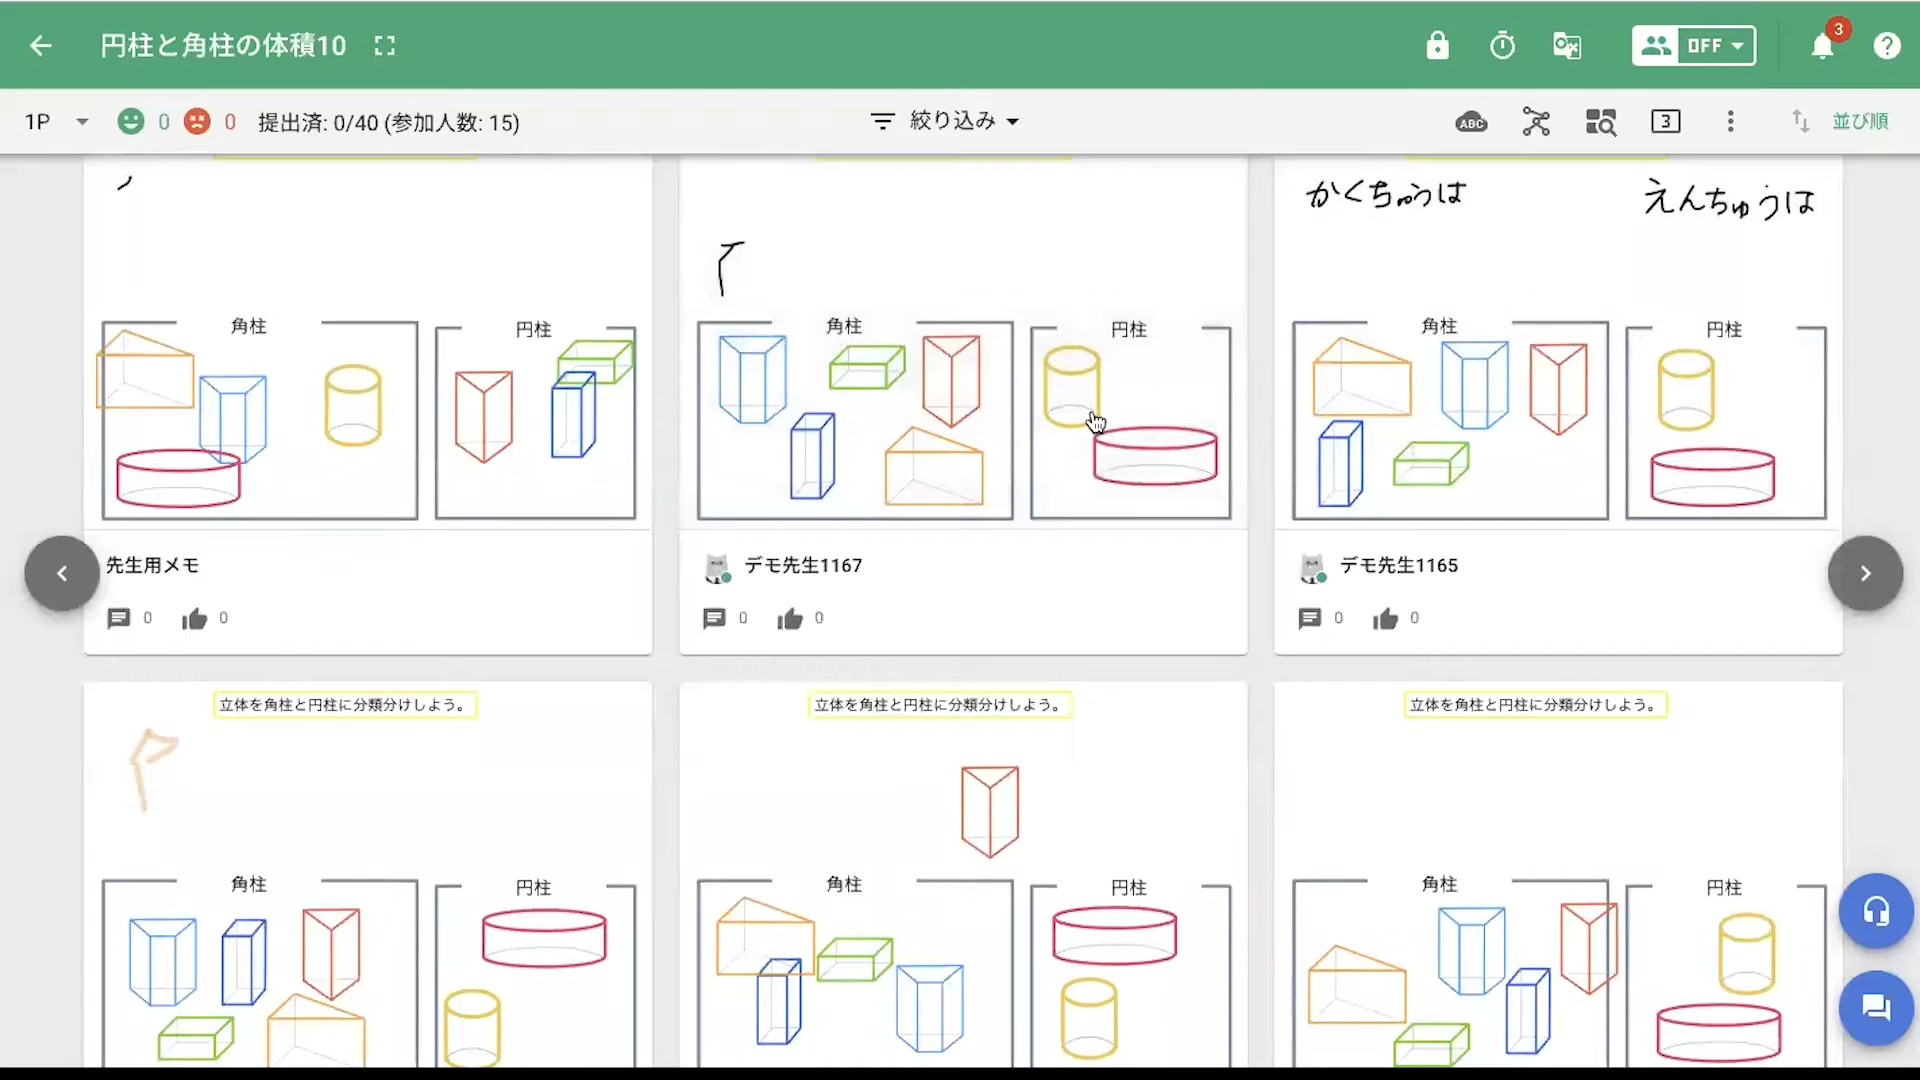 円柱と角柱の体積10
OFF
3
1P
0
0
提出済: 0/40 (参加人数: 15)
絞り込み
ABC
3
並び順
かくちゅうは
えんちゅうは
角柱
円柱
角柱
円柱
角柱
円柱
先生用メモ
デモ先生1167
デモ先生1165
0
0
0
0
0
0
立体を角柱と円柱に分類分けしよう。
立体を角柱と円柱に分類分けしよう。
立体を角柱と円柱に分類分けしよう。
角柱
円柱
角柱
円柱
角柱
円柱